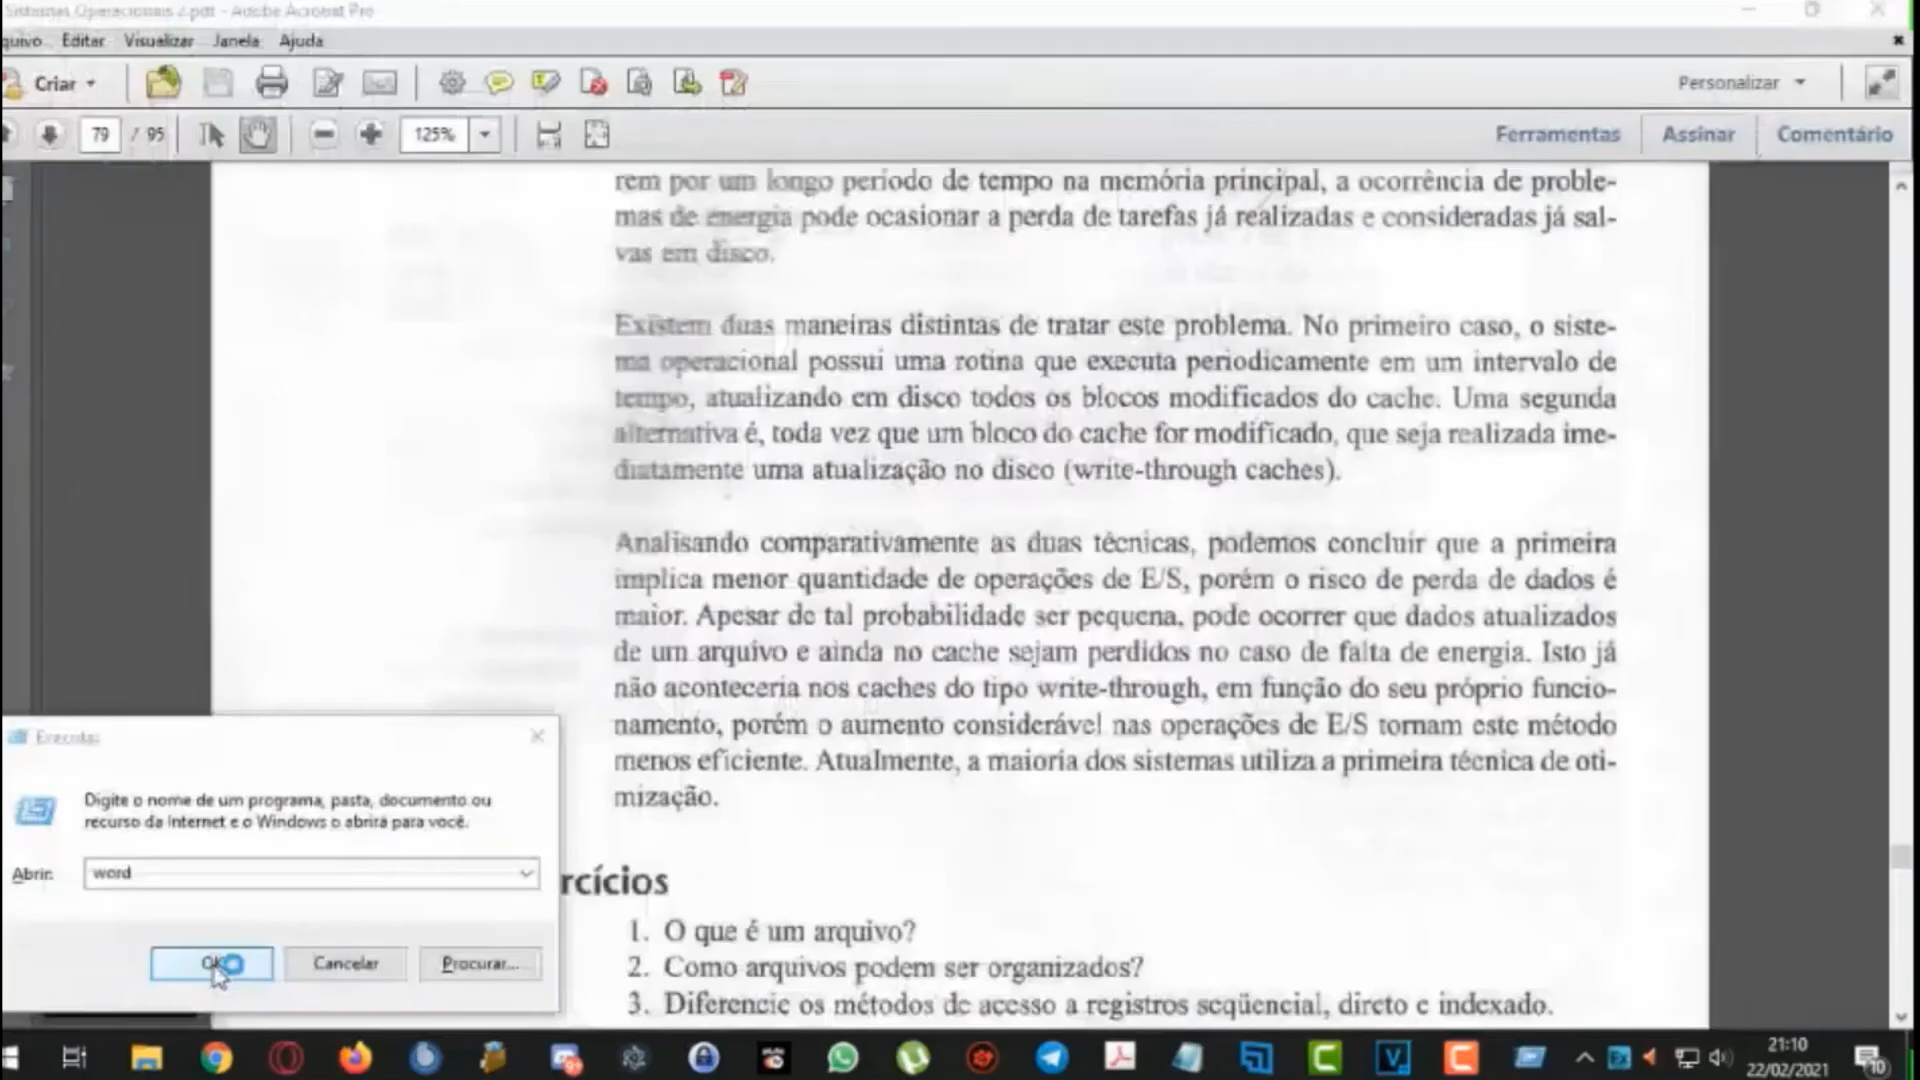 Sistemas Operacionais 2.pdf - Adobe Acrobat Pro
quivo Editar Visualizar Janela Ajuda
Criar
Personalizar
79 / 95
125%
Ferramentas
Assinar
Comentário
rem por um longo período de tempo na memória principal, a ocorrência de proble-
mas de energia pode ocasionar a perda de tarefas já realizadas e consideradas já sal-
vas em disco.
Existem duas maneiras distintas de tratar este problema. No primeiro caso, o siste-
ma operacional possui uma rotina que executa periodicamente em um intervalo de
tempo, atualizando em disco todos os blocos modificados do cache. Uma segunda
alternativa é, toda vez que um bloco do cache for modificado, que seja realizada ime-
diatamente uma atualização no disco (write-through caches).
Analisando comparativamente as duas técnicas, podemos concluir que a primeira
implica menor quantidade de operações de E/S, porém o risco de perda de dados é
maior. Apesar de tal probabilidade ser pequena, pode ocorrer que dados atualizados
de um arquivo e ainda no cache sejam perdidos no caso de falta de energia. Isto já
não aconteceria nos caches do tipo write-through, em função do seu próprio funcio-
namento, porém o aumento considerável nas operações de E/S tornam este método
menos eficiente. Atualmente, a maioria dos sistemas utiliza a primeira técnica de oti-
mização.
rcícios
1. O que é um arquivo?
2. Como arquivos podem ser organizados?
3. Diferencie os métodos de acesso a registros seqüencial, direto e indexado.
Executar
Digite o nome de um programa, pasta, documento ou
recurso da Internet e o Windows o abrirá para você.
Abrir:
word
OK
Cancelar
Procurar...
21:10
22/02/2021
10